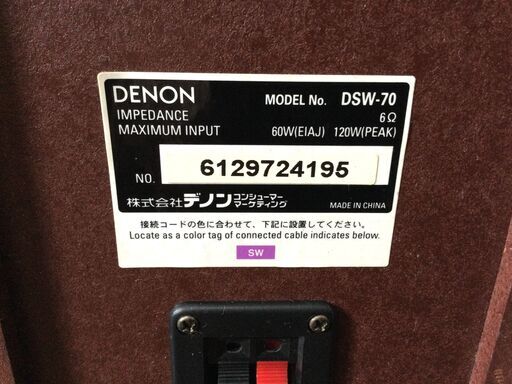 DENON MODEL No. DSW-70
IMPEDANCE 6Ω
MAXIMUM INPUT 60W(EIAJ) 120W(PEAK)
NO. 6129724195
株式会社デノン コンシューマー マーケティング MADE IN CHINA
接続コードの色に合わせて、下記に設置してください。
Locate as a color tag of connected cable indicates below.
SW